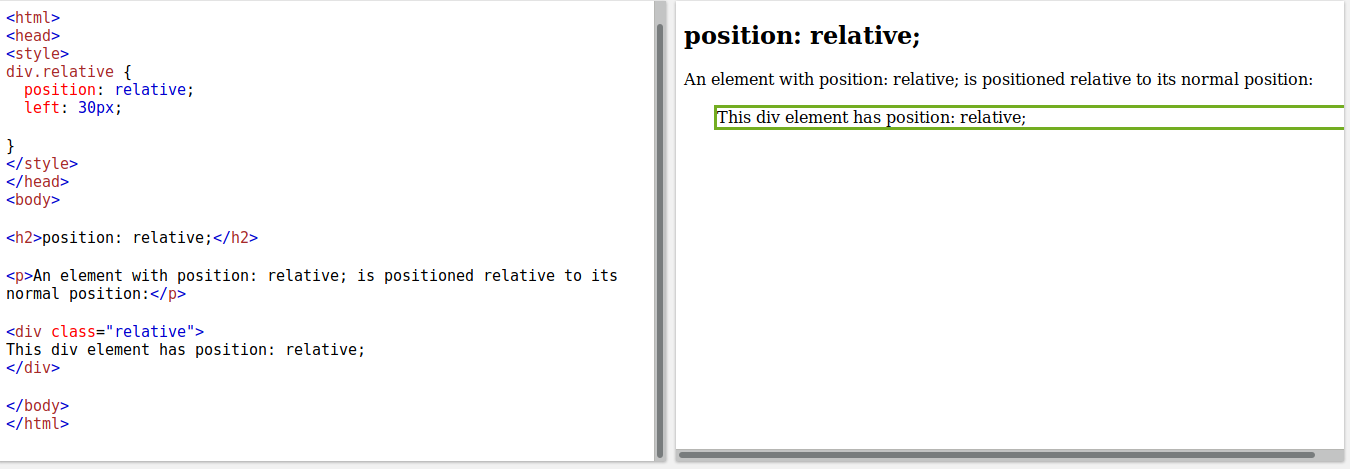 <html>
<head>
<style>
div.relative {
  position: relative;
  left: 30px;
}
</style>
</head>
<body>
<h2>position: relative;</h2>
<p>An element with position: relative; is positioned relative to its
normal position:</p>
<div class="relative">
This div element has position: relative;
</div>
</body>
</html>
position: relative;
An element with position: relative; is positioned relative to its normal position:
This div element has position: relative;